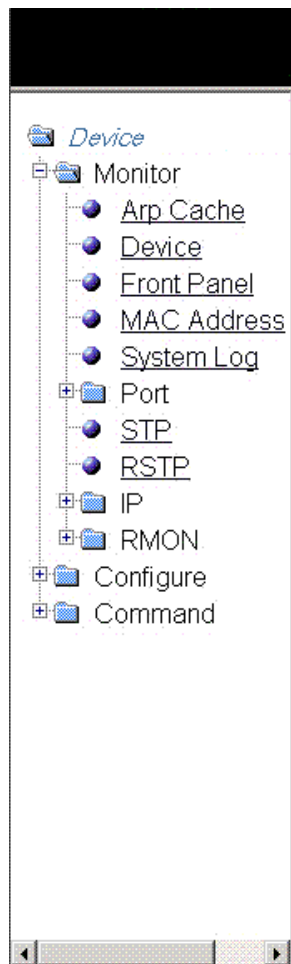 Device
Monitor
Arp Cache
Device
Front Panel
MAC Address
System Log
Port
STP
RSTP
IP
RMON
Configure
Command